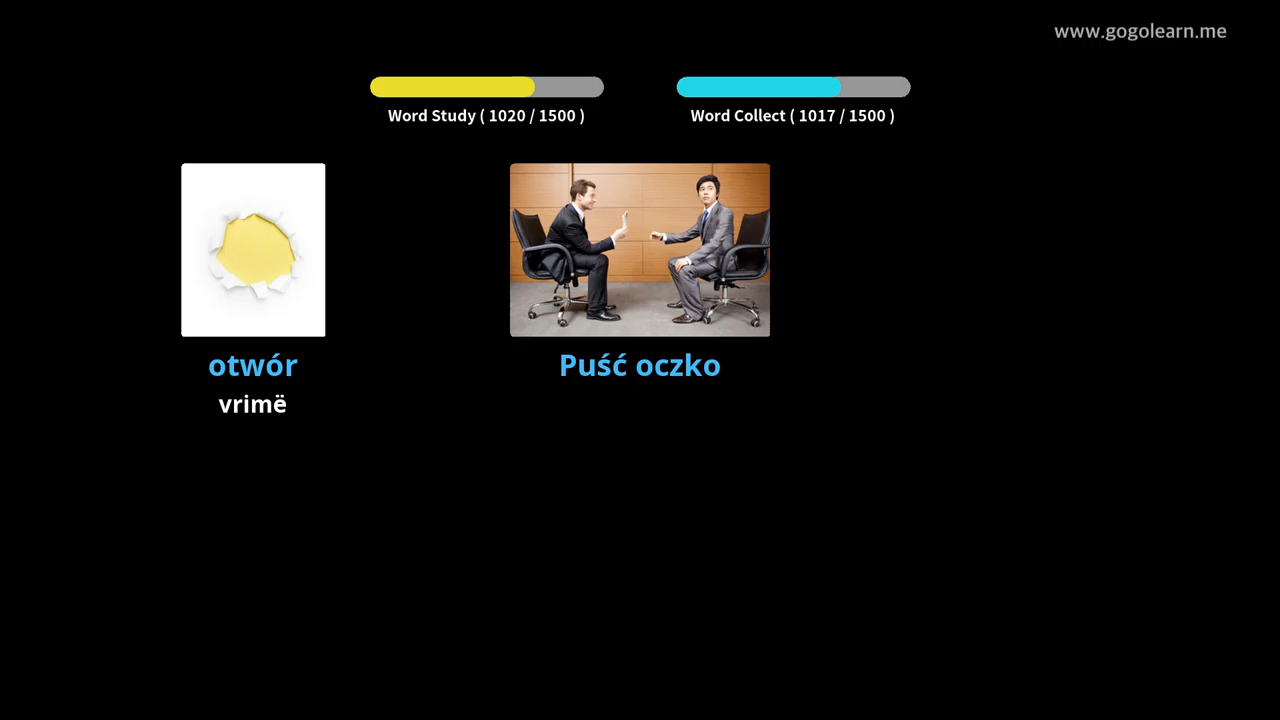 www.gogolearn.me
Word Study ( 1020 / 1500 )
Word Collect ( 1017 / 1500 )
otwór
vrimë
Puść oczko